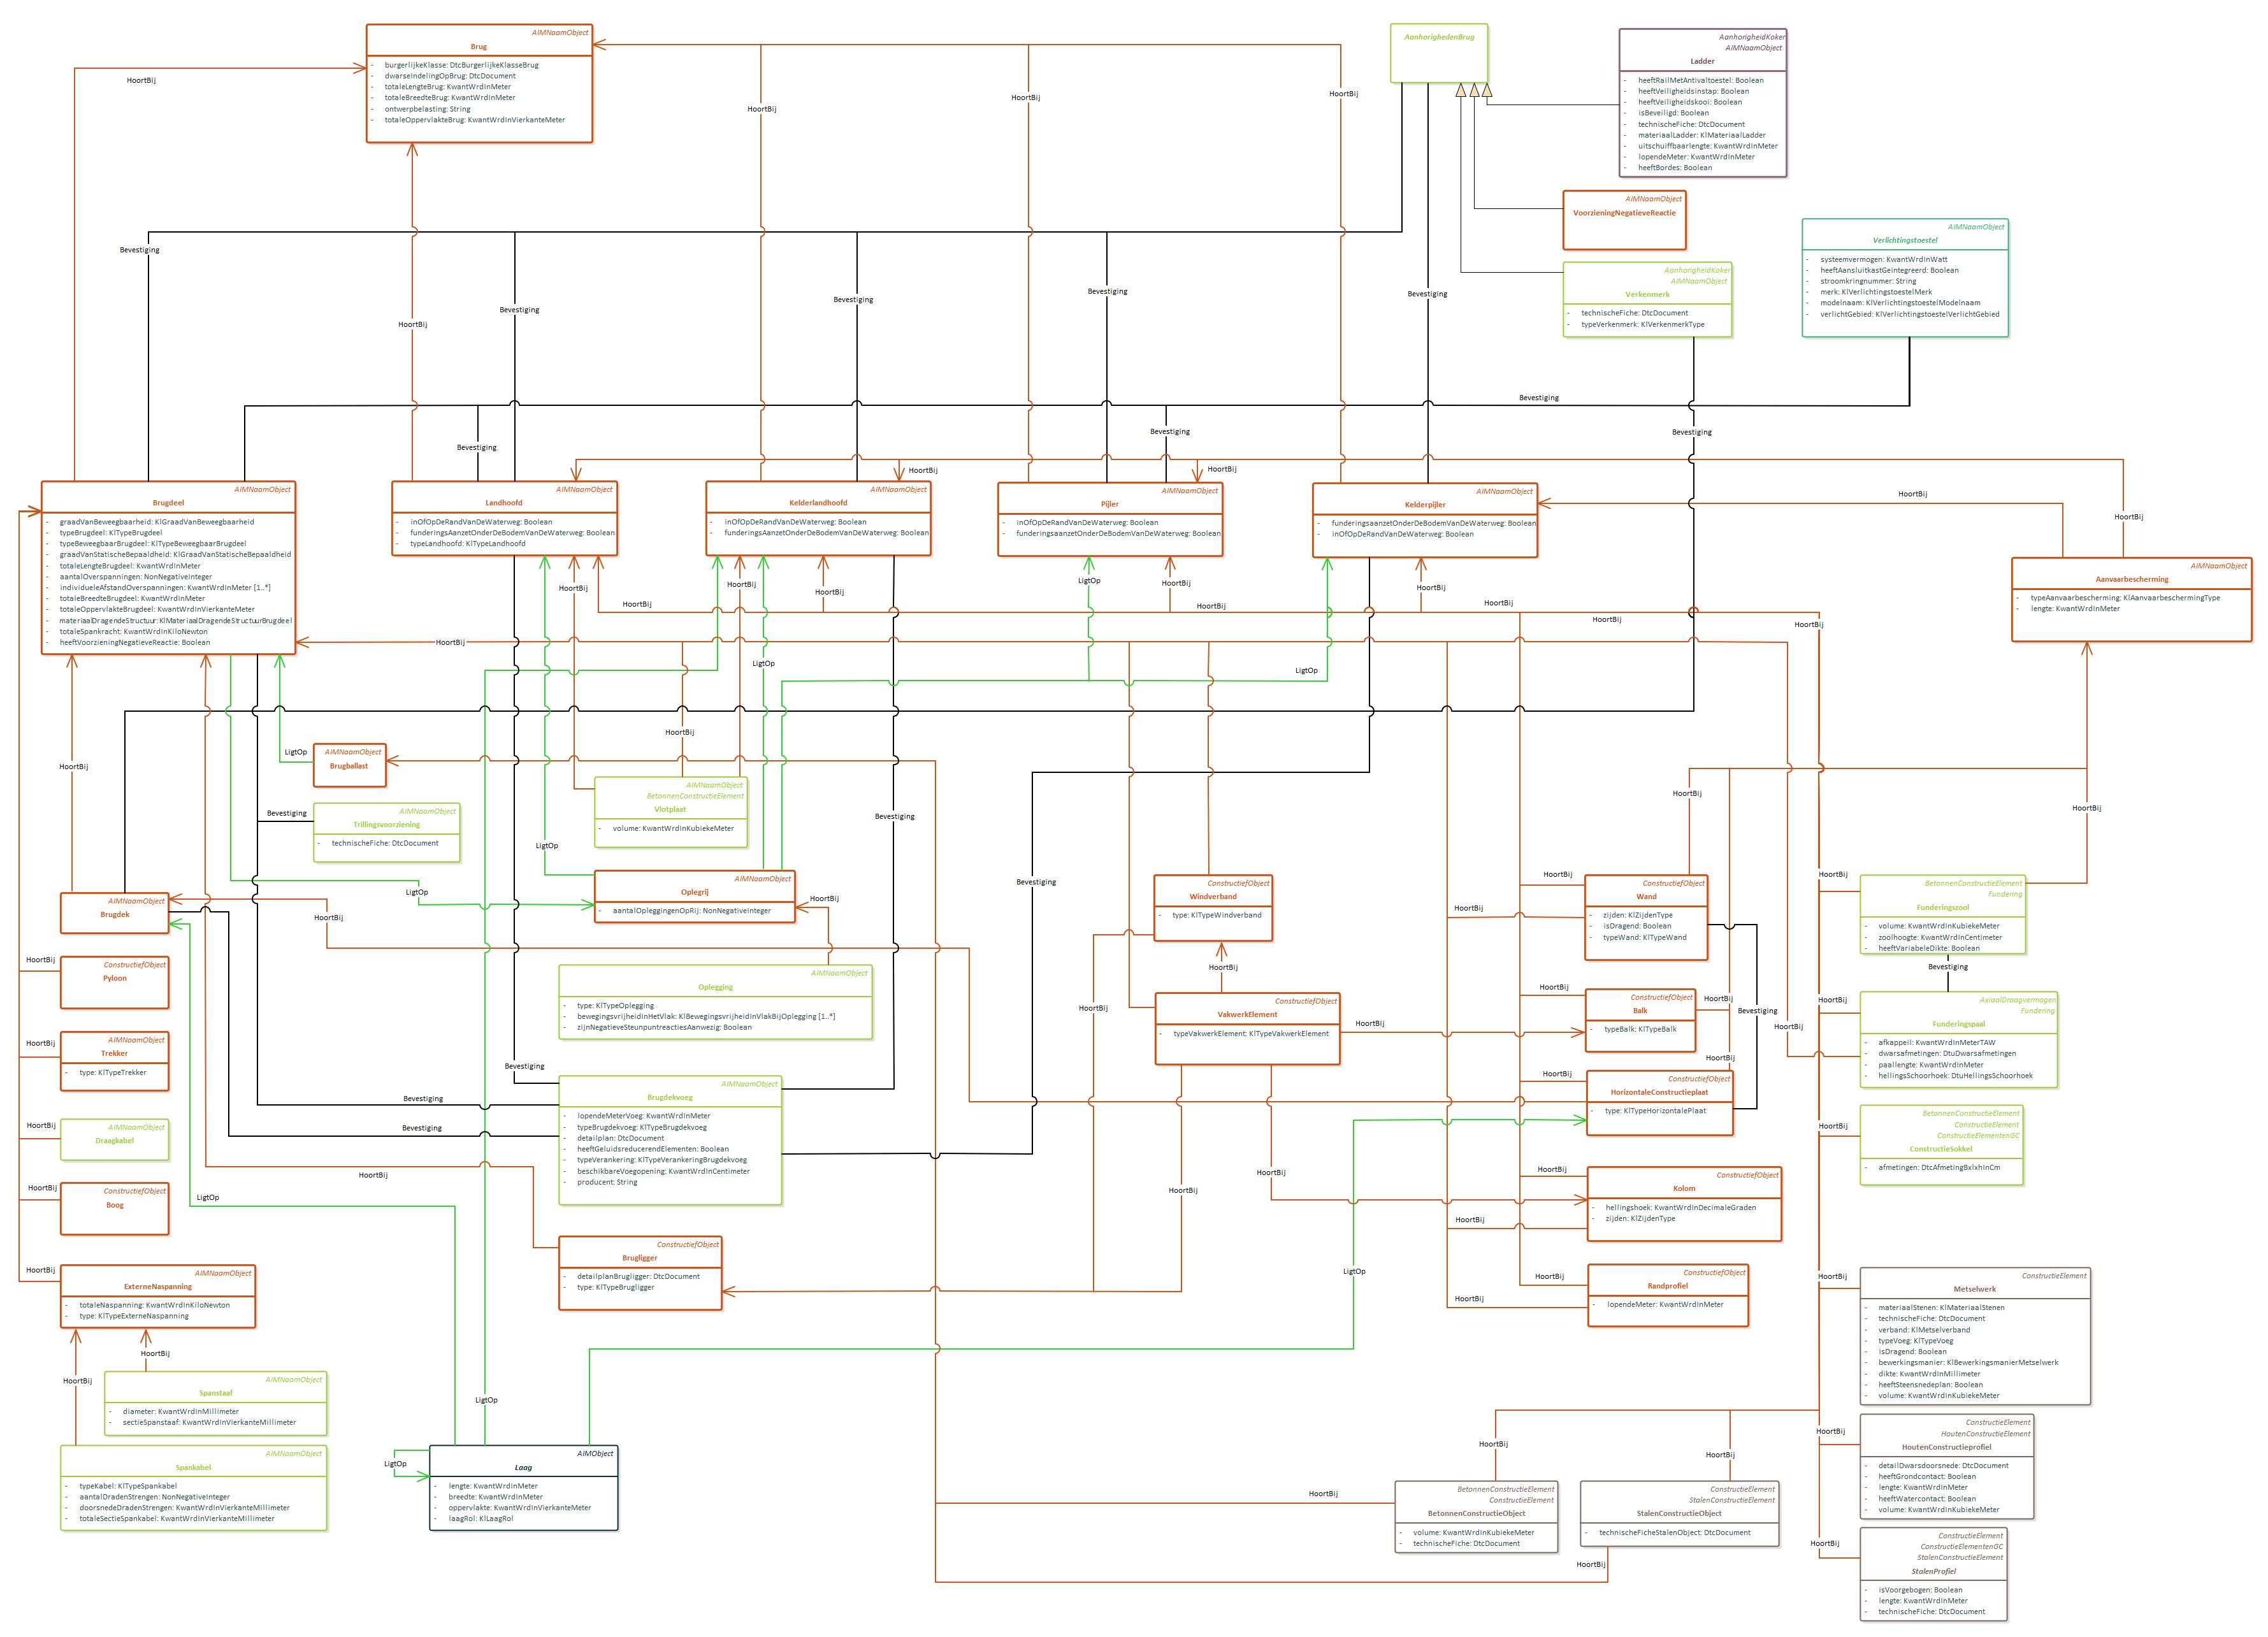 AIMNaamObject
Brug
- burgerlijkeKlasse: DtcBurgerlijkeKlasseBrug
- dwarseIndelingOpBrug: DtcDocument
- totaleLengteBrug: KwantWrdInMeter
- totaleBreedteBrug: KwantWrdInMeter
- ontwerpbelasting: String
- totaleOppervlakteBrug: KwantWrdInVierkanteMeter
AanhorighedenBrug
AanhorigheidKoker
AIMNaamObject
Ladder
- heeftRailMetAntivaltoestel: Boolean
- heeftVeiligheidsinstap: Boolean
- heeftVeiligheidskooi: Boolean
- isBeveiligd: Boolean
- technischeFiche: DtcDocument
- materiaalLadder: KlMateriaalLadder
- uitschuifbaarlengte: KwantWrdInMeter
- lopendeMeter: KwantWrdInMeter
- heeftBordes: Boolean
HoortBij
HoortBij
HoortBij
HoortBij
AIMNaamObject
VoorzieningNegatieveReactie
AIMNaamObject
Verlichtingstoestel
- systeemvermogen: KwantWrdInWatt
- heeftAansluitkastGeintegreerd: Boolean
- stroomkringnummer: String
- merk: KlVerlichtingstoestelMerk
- modelnaam: KlVerlichtingstoestelModelnaam
- verlichtGebied: KlVerlichtingstoestelVerlichtGebied
AanhorigheidKoker
AIMNaamObject
Verkenmerk
- technischeFiche: DtcDocument
- typeVerkenmerk: KlVerkenmerkType
Bevestiging
Bevestiging
Bevestiging
Bevestiging
Bevestiging
HoortBij
Bevestiging
Bevestiging
Bevestiging
Bevestiging
AIMNaamObject
Brugdeel
- graadVanBeweegbaarheid: KlGraadVanBeweegbaarheid
- typeBrugdeel: KlTypeBrugdeel
- typeBeweegbaarBrugdeel: KlTypeBeweegbaarBrugdeel
- graadVanStatischeBepaaldheid: KlGraadVanStatischeBepaaldheid
- totaleLengteBrugdeel: KwantWrdInMeter
- aantalOverspanningen: NonNegativeInteger
- individueleAfstandOverspanningen: KwantWrdInMeter [1..*]
- totaleBreedteBrugdeel: KwantWrdInMeter
- totaleOppervlakteBrugdeel: KwantWrdInVierkanteMeter
- materiaalDragendeStructuur: KlMateriaalDragendeStructuurBrugdeel
- totaleSpankracht: KwantWrdInKiloNewton
- heeftVoorzieningNegatieveReactie: Boolean
AIMNaamObject
Landhoofd
- inOfOpDeRandVanDeWaterweg: Boolean
- funderingsAanzetOnderDeBodemVanDeWaterweg: Boolean
- typeLandhoofd: KlTypeLandhoofd
AIMNaamObject
Kelderlandhoofd
- inOfOpDeRandVanDeWaterweg: Boolean
- funderingsAanzetOnderDeBodemVanDeWaterweg: Boolean
AIMNaamObject
Pijler
- inOfOpDeRandVanDeWaterweg: Boolean
- funderingsaanzetOnderDeBodemVanDeWaterweg: Boolean
AIMNaamObject
Kelderpijler
- funderingsaanzetOnderDeBodemVanDeWaterweg: Boolean
- inOfOpDeRandVanDeWaterweg: Boolean
HoortBij
HoortBij
HoortBij
HoortBij
AIMNaamObject
Aanvaarbescherming
- typeAanvaarbescherming: KlAanvaarbeschermingType
- lengte: KwantWrdInMeter
HoortBij
HoortBij
HoortBij
LigtOp
HoortBij
HoortBij
HoortBij
HoortBij
HoortBij
HoortBij
HoortBij
HoortBij
LigtOp
LigtOp
HoortBij
HoortBij
LigtOp
AIMNaamObject
Brugballast
AIMNaamObject
BetonnenConstructieElement
Vlotplaat
- volume: KwantWrdInKubiekeMeter
Bevestiging
AIMNaamObject
Trillingsvoorziening
- technischeFiche: DtcDocument
Bevestiging
LigtOp
HoortBij
HoortBij
AIMNaamObject
Brugdek
LigtOp
HoortBij
AIMNaamObject
Oplegrij
- aantalOpleggingenOpRij: NonNegativeInteger
HoortBij
Bevestiging
ConstructiefObject
Windverband
- type: KlTypeWindverband
HoortBij
HoortBij
HoortBij
ConstructiefObject
Wand
- zijden: KlZijdenType
- isDragend: Boolean
- typeWand: KlTypeWand
HoortBij
BetonnenConstructieElement
Fundering
Funderingszool
- volume: KwantWrdInKubiekeMeter
- zoolhoogte: KwantWrdInCentimeter
- heeftVariabeleDikte: Boolean
Bevestiging
HoortBij
ConstructiefObject
Pyloon
AIMNaamObject
Oplegging
- type: KlTypeOplegging
- bewegingsvrijheidInHetVlak: KlBewegingsvrijheidInVlakBijOplegging [1..*]
- zijnNegatieveSteunpuntreactiesAanwezig: Boolean
HoortBij
ConstructiefObject
VakwerkElement
- typeVakwerkElement: KlTypeVakwerkElement
HoortBij
HoortBij
ConstructiefObject
Balk
- typeBalk: KlTypeBalk
HoortBij
Bevestiging
HoortBij
HoortBij
AxiaalDraagvermogen
Fundering
Funderingspaal
- afkappeil: KwantWrdInMeterTAW
- dwarsafmetingen: DtuDwarsafmetingen
- paallengte: KwantWrdInMeter
- hellingsSchoorhoek: DtuHellingsSchoorhoek
HoortBij
AIMNaamObject
Trekker
- type: KlTypeTrekker
Bevestiging
AIMNaamObject
Brugdekvoeg
- lopendeMeterVoeg: KwantWrdInMeter
- typeBrugdekvoeg: KlTypeBrugdekvoeg
- detailplan: DtcDocument
- heeftGeluidsreducerendElementen: Boolean
- typeVerankering: KlTypeVerankeringBrugdekvoeg
- beschikbareVoegopening: KwantWrdInCentimeter
- producent: String
Bevestiging
Bevestiging
HoortBij
HoortBij
ConstructiefObject
HorizontaleConstructieplaat
- type: KlTypeHorizontalePlaat
HoortBij
BetonnenConstructieElement
ConstructieElement
ConstructieElementenGC
ConstructieSokkel
- afmetingen: DtcAfmetingBxlxhInCm
HoortBij
AIMNaamObject
Draagkabel
HoortBij
HoortBij
ConstructiefObject
Boog
LigtOp
HoortBij
HoortBij
HoortBij
ConstructiefObject
Kolom
- hellingshoek: KwantWrdInDecimaleGraden
- zijden: KlZijdenType
HoortBij
ConstructiefObject
Brugligger
- detailplanBrugligger: DtcDocument
- type: KlTypeBrugligger
HoortBij
AIMNaamObject
ExterneNaspanning
- totaleNaspanning: KwantWrdInKiloNewton
- type: KlTypeExterneNaspanning
LigtOp
HoortBij
HoortBij
ConstructiefObject
Randprofiel
- lopendeMeter: KwantWrdInMeter
HoortBij
ConstructieElement
Metselwerk
- materiaalStenen: KlMateriaalStenen
- technischeFiche: DtcDocument
- verband: KlMetselverband
- typeVoeg: KlTypeVoeg
- isDragend: Boolean
- bewerkingsmanier: KlBewerkingsmanierMetselwerk
- dikte: KwantWrdInMillimeter
- heeftSteensnedeplan: Boolean
- volume: KwantWrdInKubiekeMeter
HoortBij
HoortBij
AIMNaamObject
Spanstaaf
- diameter: KwantWrdInMillimeter
- sectieSpanstaaf: KwantWrdInVierkanteMillimeter
LigtOp
AIMNaamObject
Spankabel
- typeKabel: KlTypeSpankabel
- aantalDradenStrengen: NonNegativeInteger
- doorsnedeDradenStrengen: KwantWrdInVierkanteMillimeter
- totaleSectieSpankabel: KwantWrdInVierkanteMillimeter
LigtOp
AIMObject
Laag
- lengte: KwantWrdInMeter
- breedte: KwantWrdInMeter
- oppervlakte: KwantWrdInVierkanteMeter
- laagRol: KlLaagRol
HoortBij
HoortBij
HoortBij
BetonnenConstructieElement
ConstructieElement
BetonnenConstructieObject
- volume: KwantWrdInKubiekeMeter
- technischeFiche: DtcDocument
ConstructieElement
StalenConstructieElement
StalenConstructieObject
- technischeFicheStalenObject: DtcDocument
HoortBij
HoortBij
ConstructieElement
HoutenConstructieElement
HoutenConstructieprofiel
- detailDwarsdoorsnede: DtcDocument
- heeftGrondcontact: Boolean
- lengte: KwantWrdInMeter
- heeftWatercontact: Boolean
- volume: KwantWrdInKubiekeMeter
HoortBij
ConstructieElement
ConstructieElementenGC
StalenConstructieElement
StalenProfiel
- isVoorgebogen: Boolean
- lengte: KwantWrdInMeter
- technischeFiche: DtcDocument